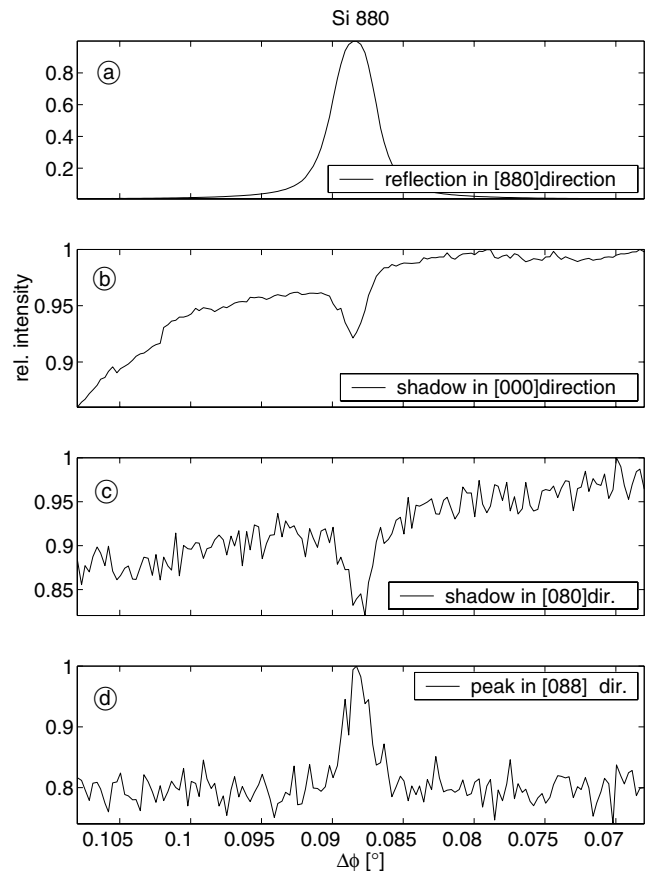 Si 880
a
0.8
0.6
0.4
0.2
reflection in [880]direction
b
1
0.95
0.9
rel. intensity
shadow in [000]direction
c
1
0.95
0.9
0.85
shadow in [080]dir.
d
1
0.9
0.8
peak in [088] dir.
0.105 0.1 0.095 0.09 0.085 0.08 0.075 0.07
Δϕ [°]